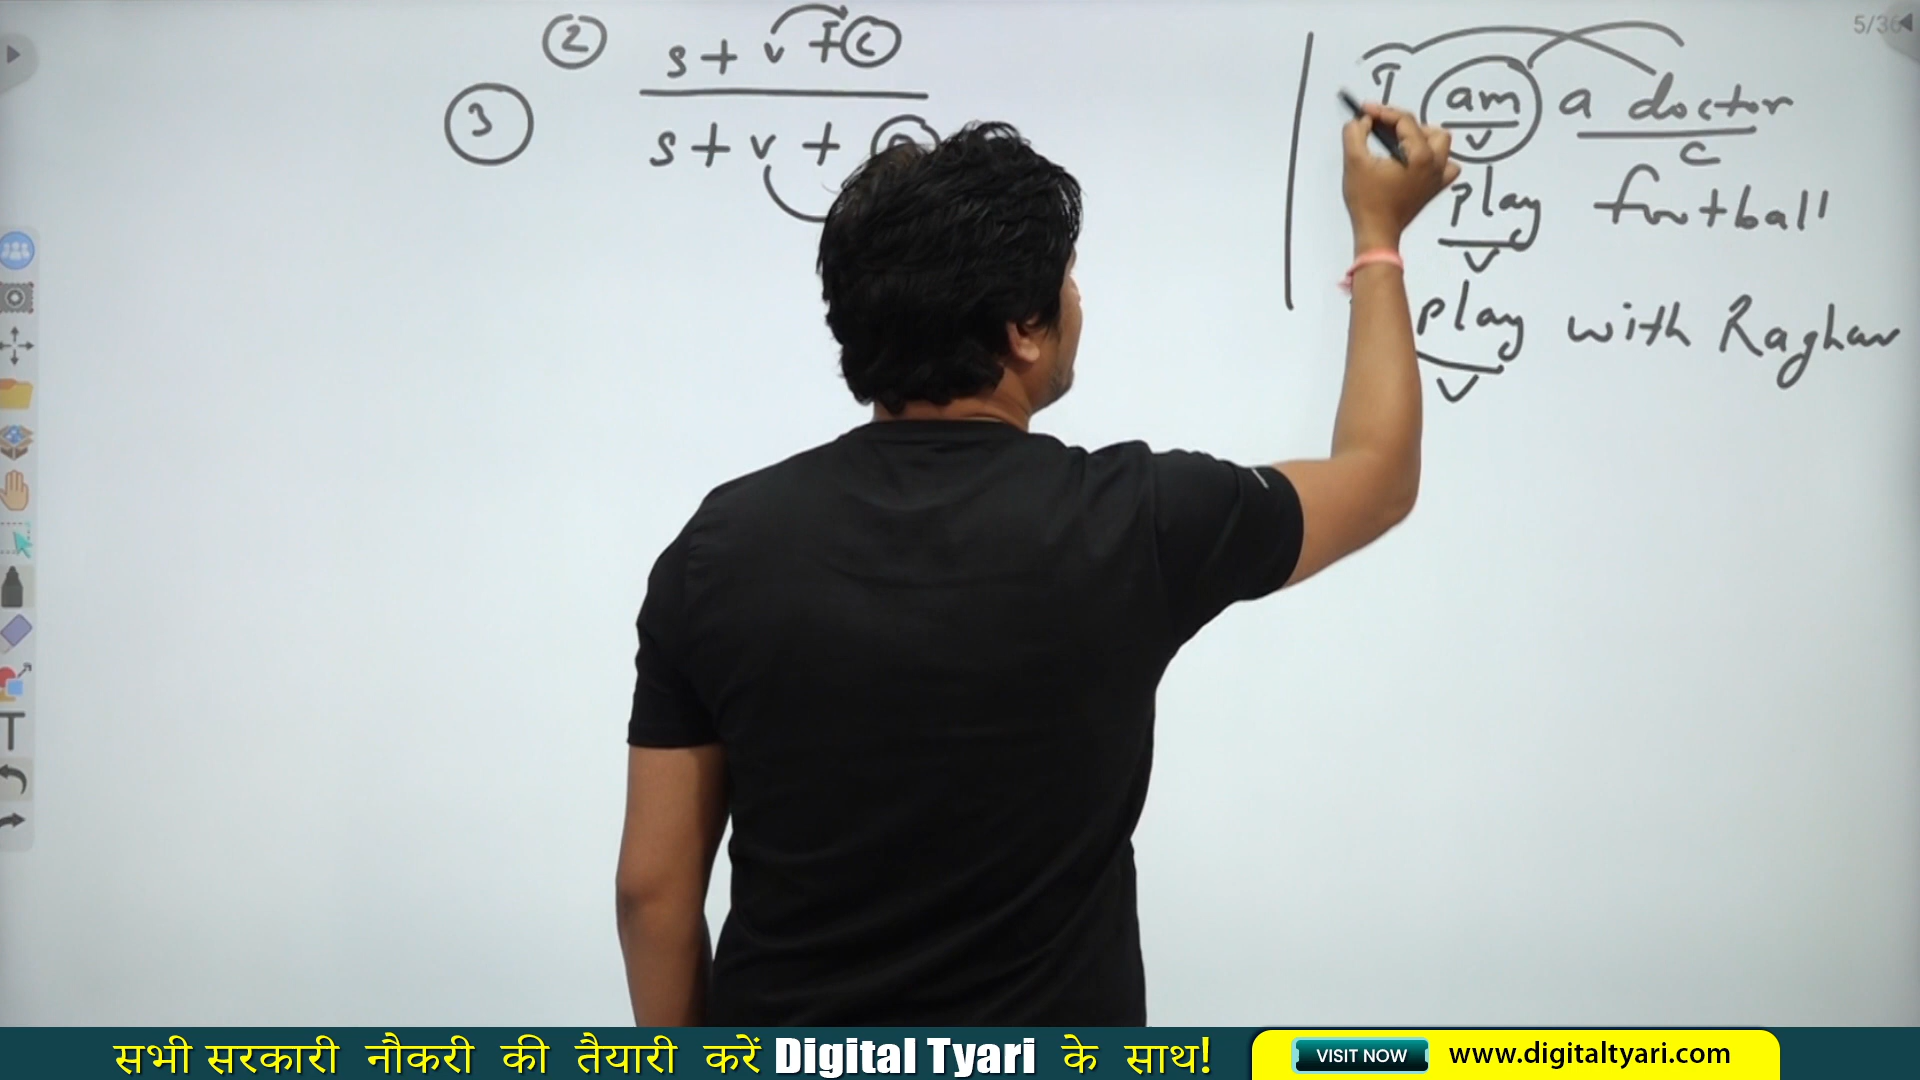 ② s + v + c
③ s + v +
I am a doctor
v
c
play football
v
play with Raghav
v
5/36
T
सभी सरकारी नौकरी की तैयारी करें Digital Tyari के साथ!
VISIT NOW www.digitaltyari.com